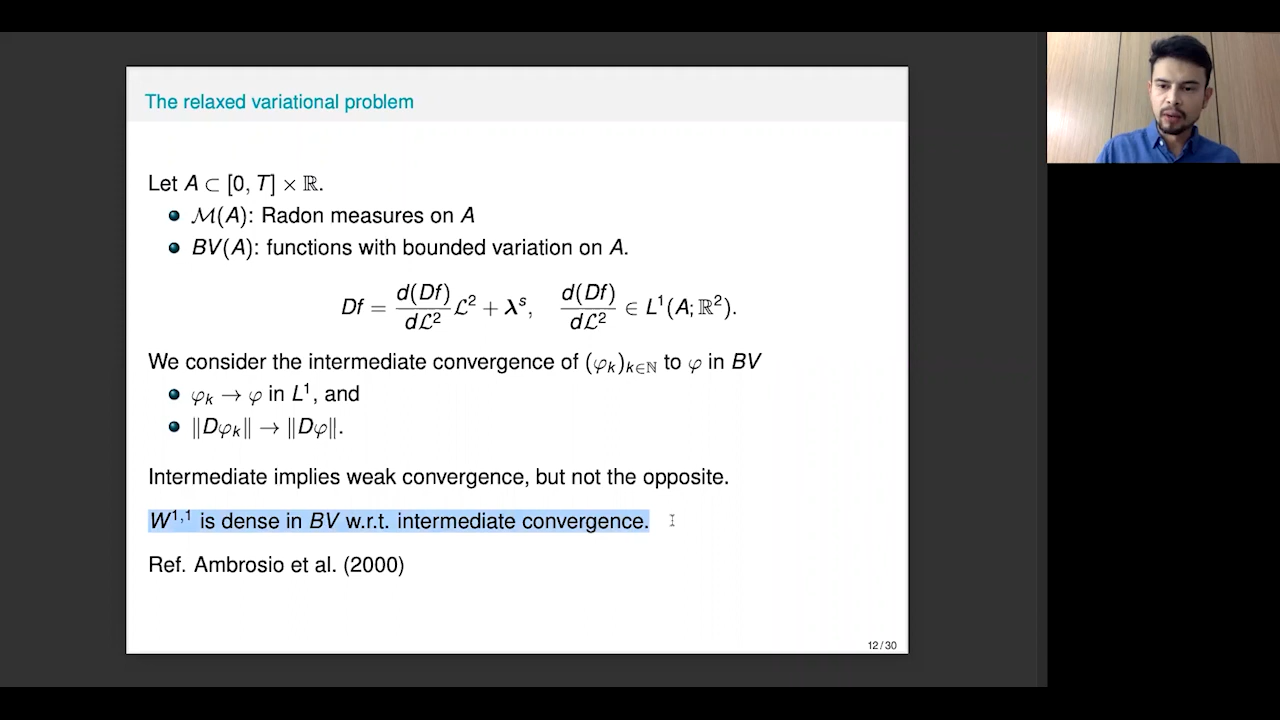 The relaxed variational problem
Let A ⊂ [0, T] × ℝ.
● ℳ(A): Radon measures on A
● BV(A): functions with bounded variation on A.
Df = d(Df)/dℒ² ℒ² + λˢ, d(Df)/dℒ² ∈ L¹(A; ℝ²).
We consider the intermediate convergence of (φₖ)ₖ∈ℕ to φ in BV
● φₖ → φ in L¹, and
● ‖Dφₖ‖ → ‖Dφ‖.
Intermediate implies weak convergence, but not the opposite.
W¹,¹ is dense in BV w.r.t. intermediate convergence.
Ref. Ambrosio et al. (2000)
12 / 30